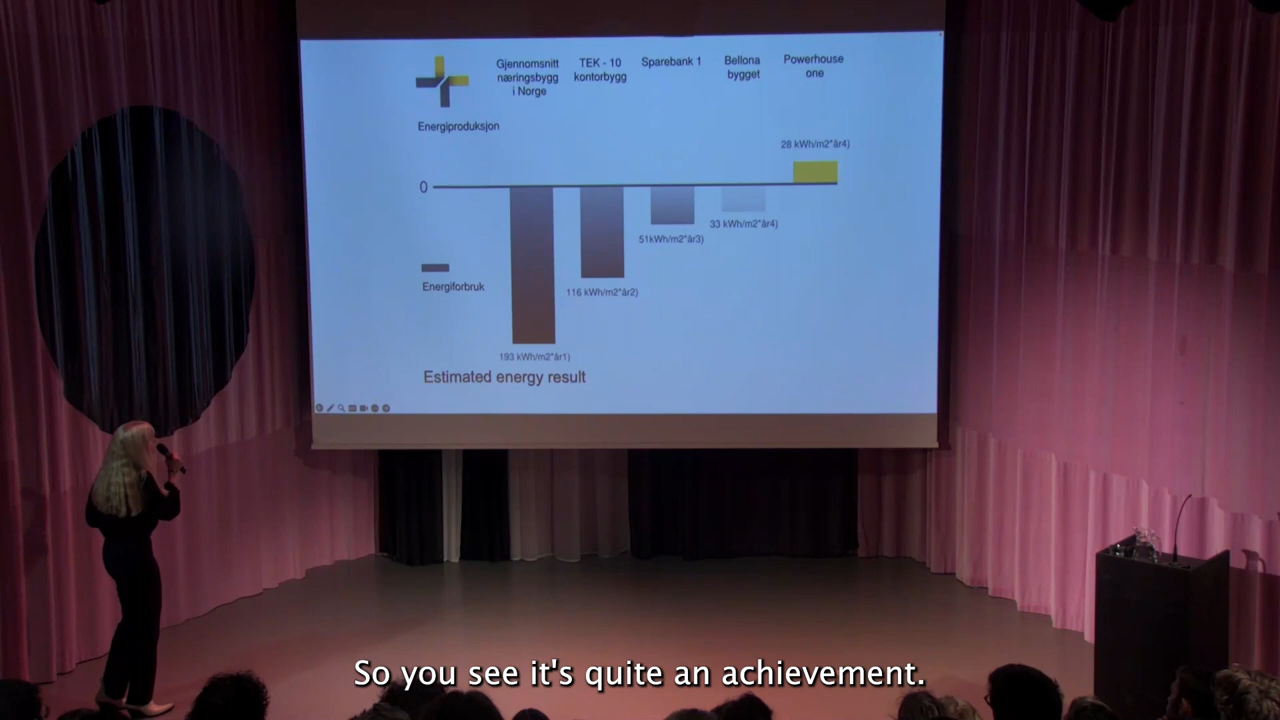 Gjennomsnitt
næringsbygg
i Norge
TEK - 10
kontorbygg
Sparebank 1
Bellona
bygget
Powerhouse
one
Energiproduksjon
28 kWh/m2*år4)
0
33 kWh/m2*år4)
51kWh/m2*år3)
Energiforbruk
116 kWh/m2*år2)
193 kWh/m2*år1)
Estimated energy result
So you see it's quite an achievement.